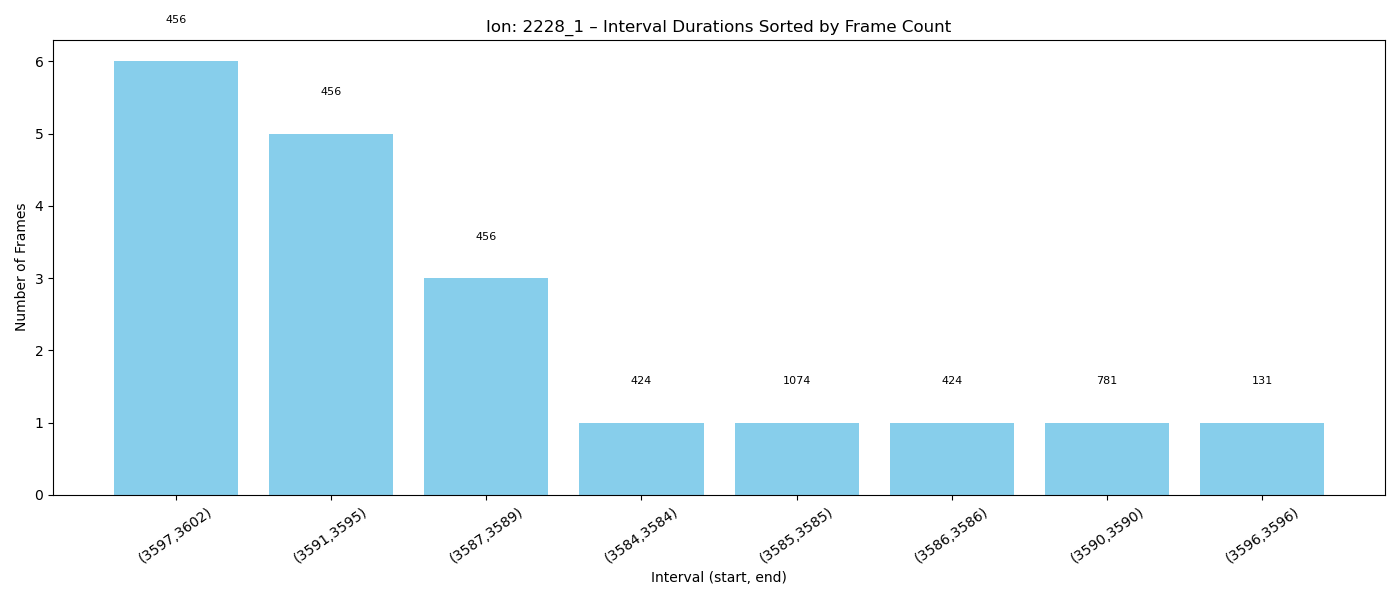 456
Ion: 2228_1 – Interval Durations Sorted by Frame Count
6
456
5
4
456
3
2
424 1074 424 781 131
1
0
Number of Frames
(3597,3602) (3591,3595) (3587,3589) (3584,3584) (3585,3585) (3586,3586) (3590,3590) (3596,3596)
Interval (start, end)